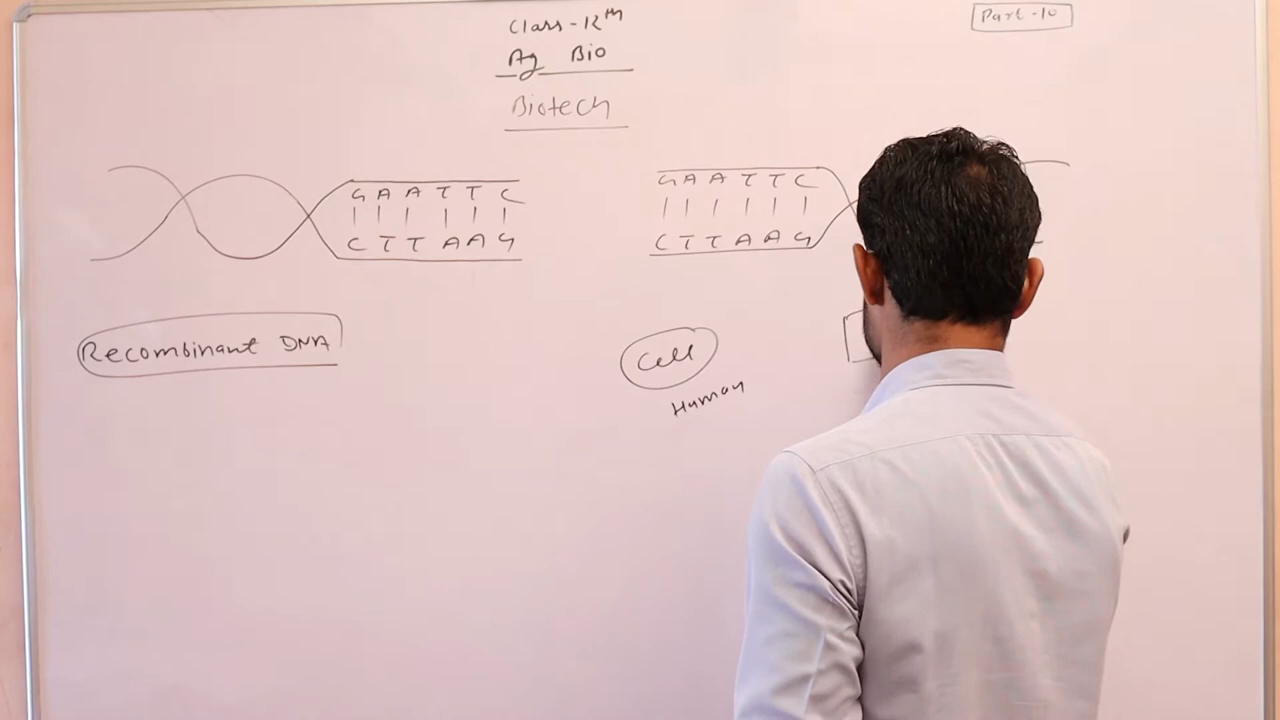 Class-12th
Part-10
Ag Bio
Biotech
G A A T T C
C T T A A G
G A A T T C
C T T A A G
Recombinant DNA
Cell
Human